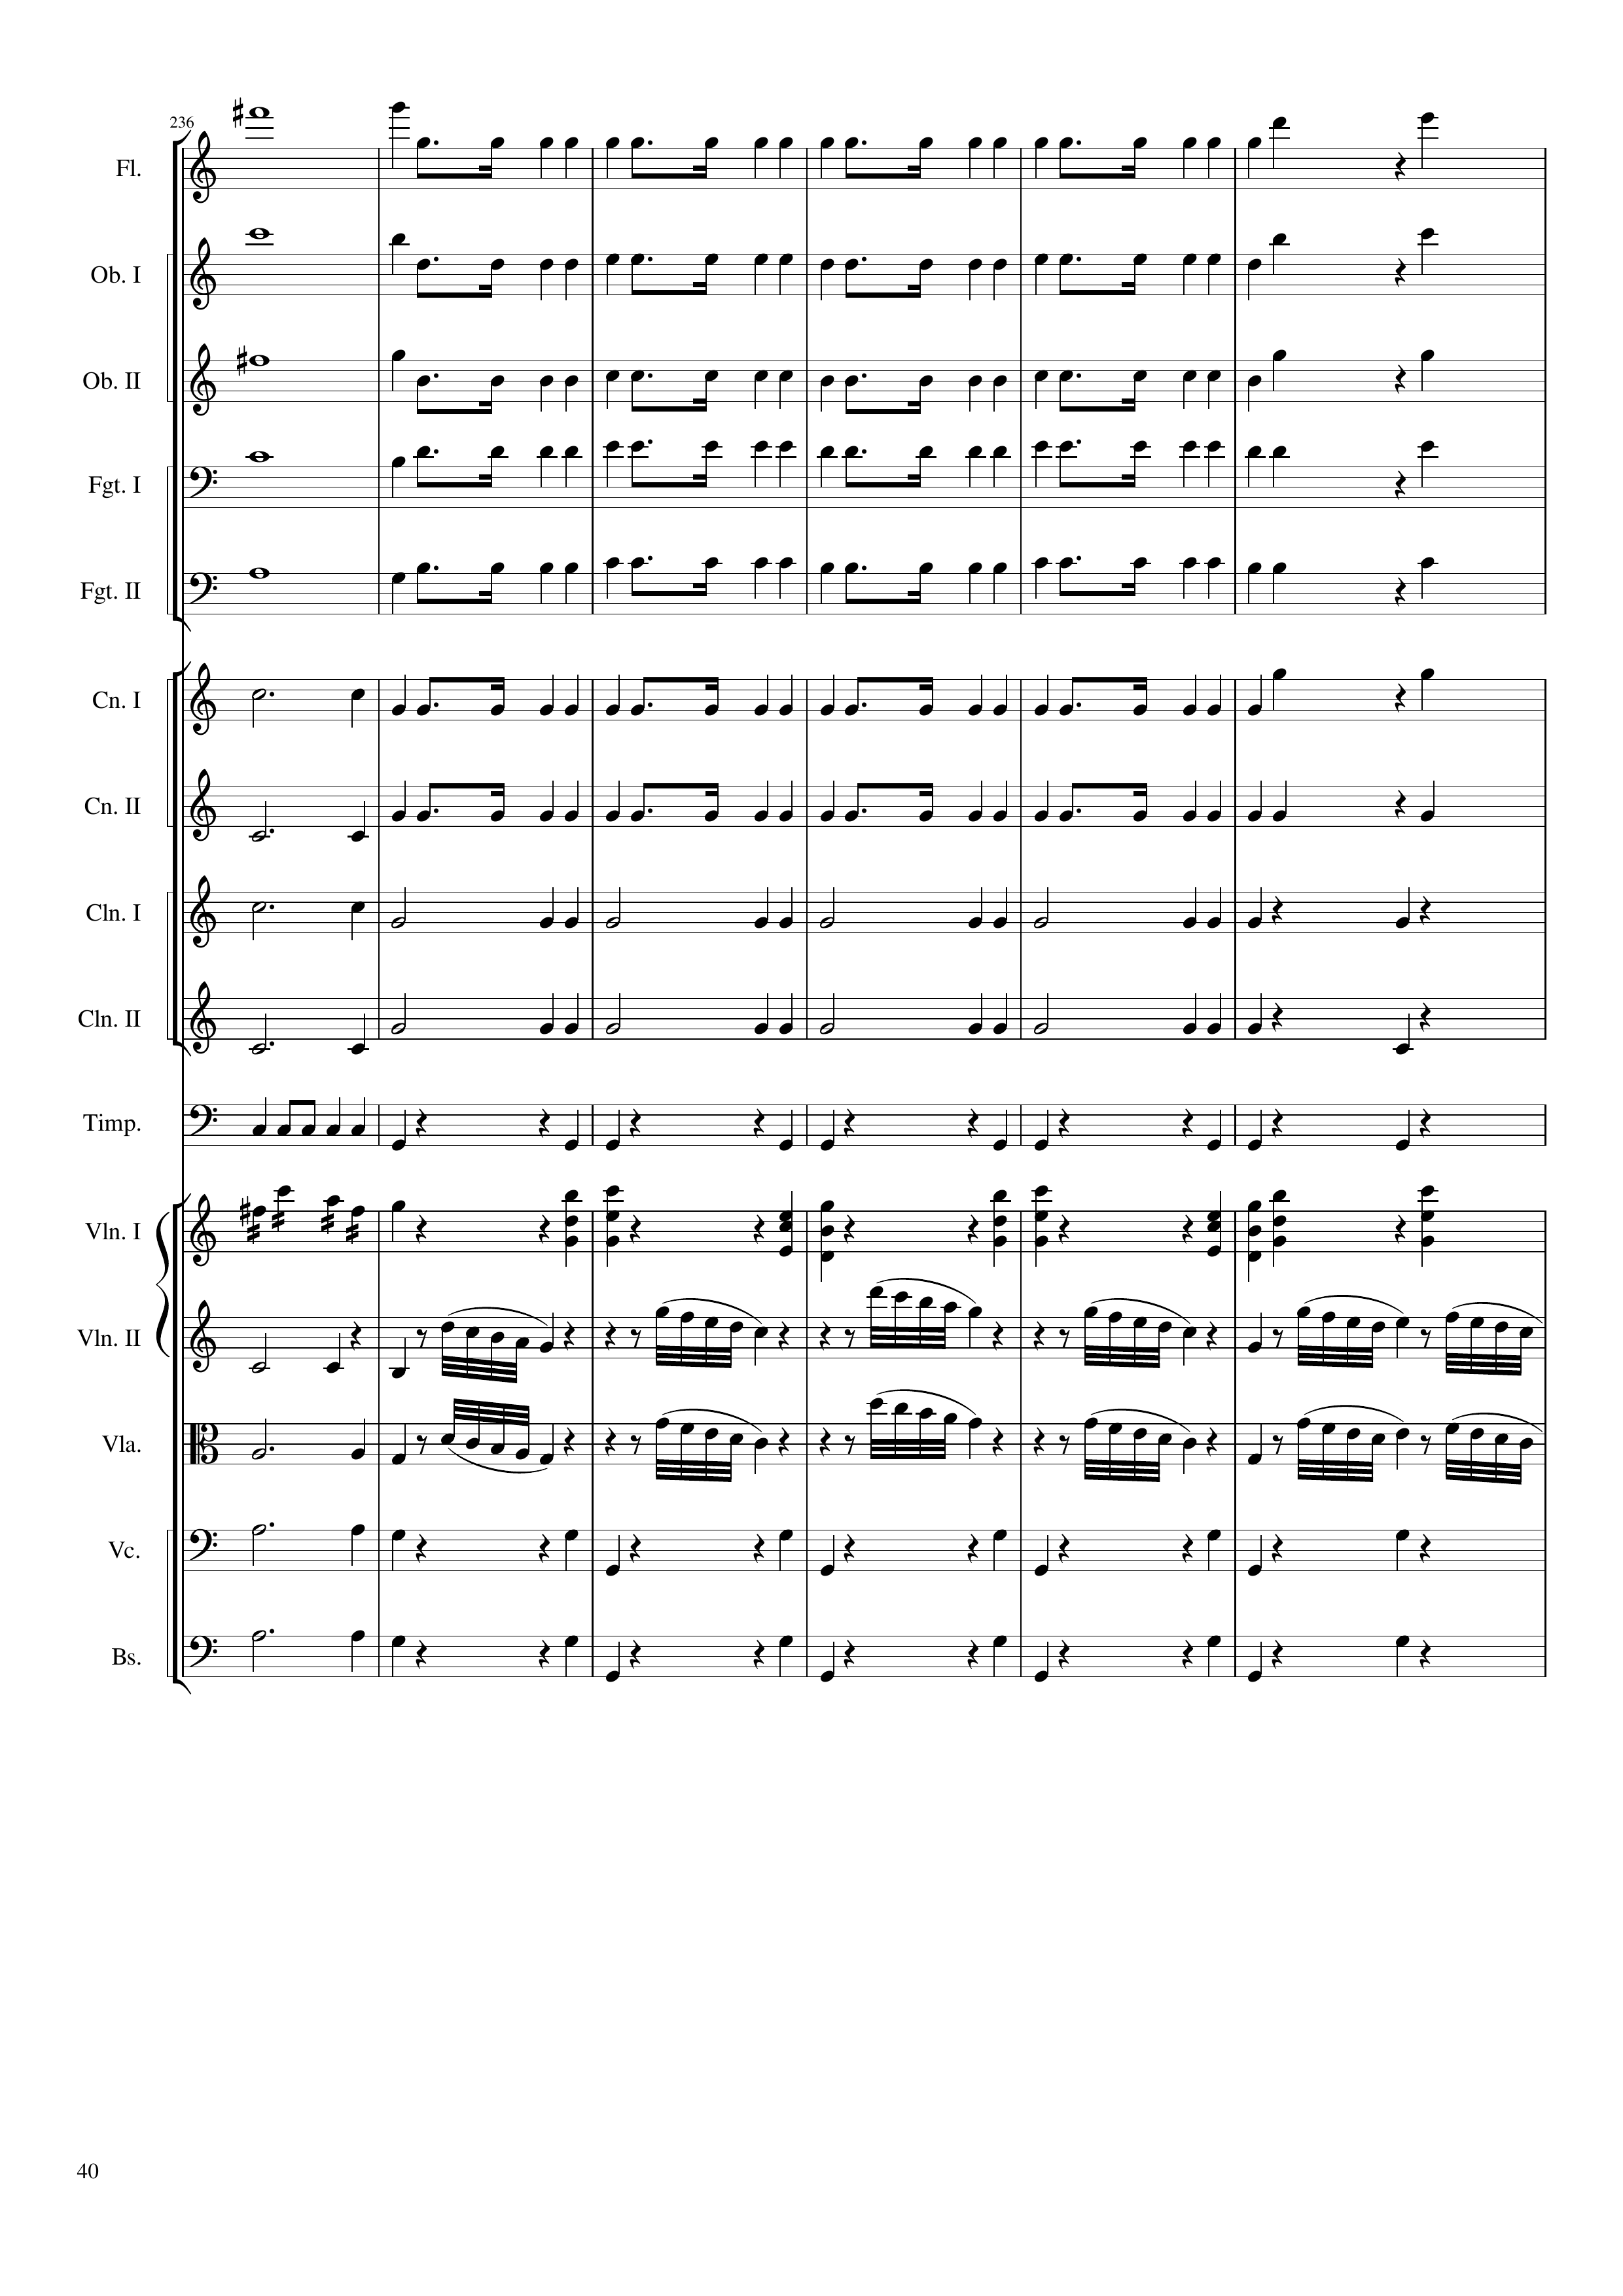 236
Fl.
Ob. I
Ob. II
Fgt. I
Fgt. II
Cn. I
Cn. II
Cln. I
Cln. II
Timp.
Vln. I
Vln. II
Vla.
Vc.
Bs.
40